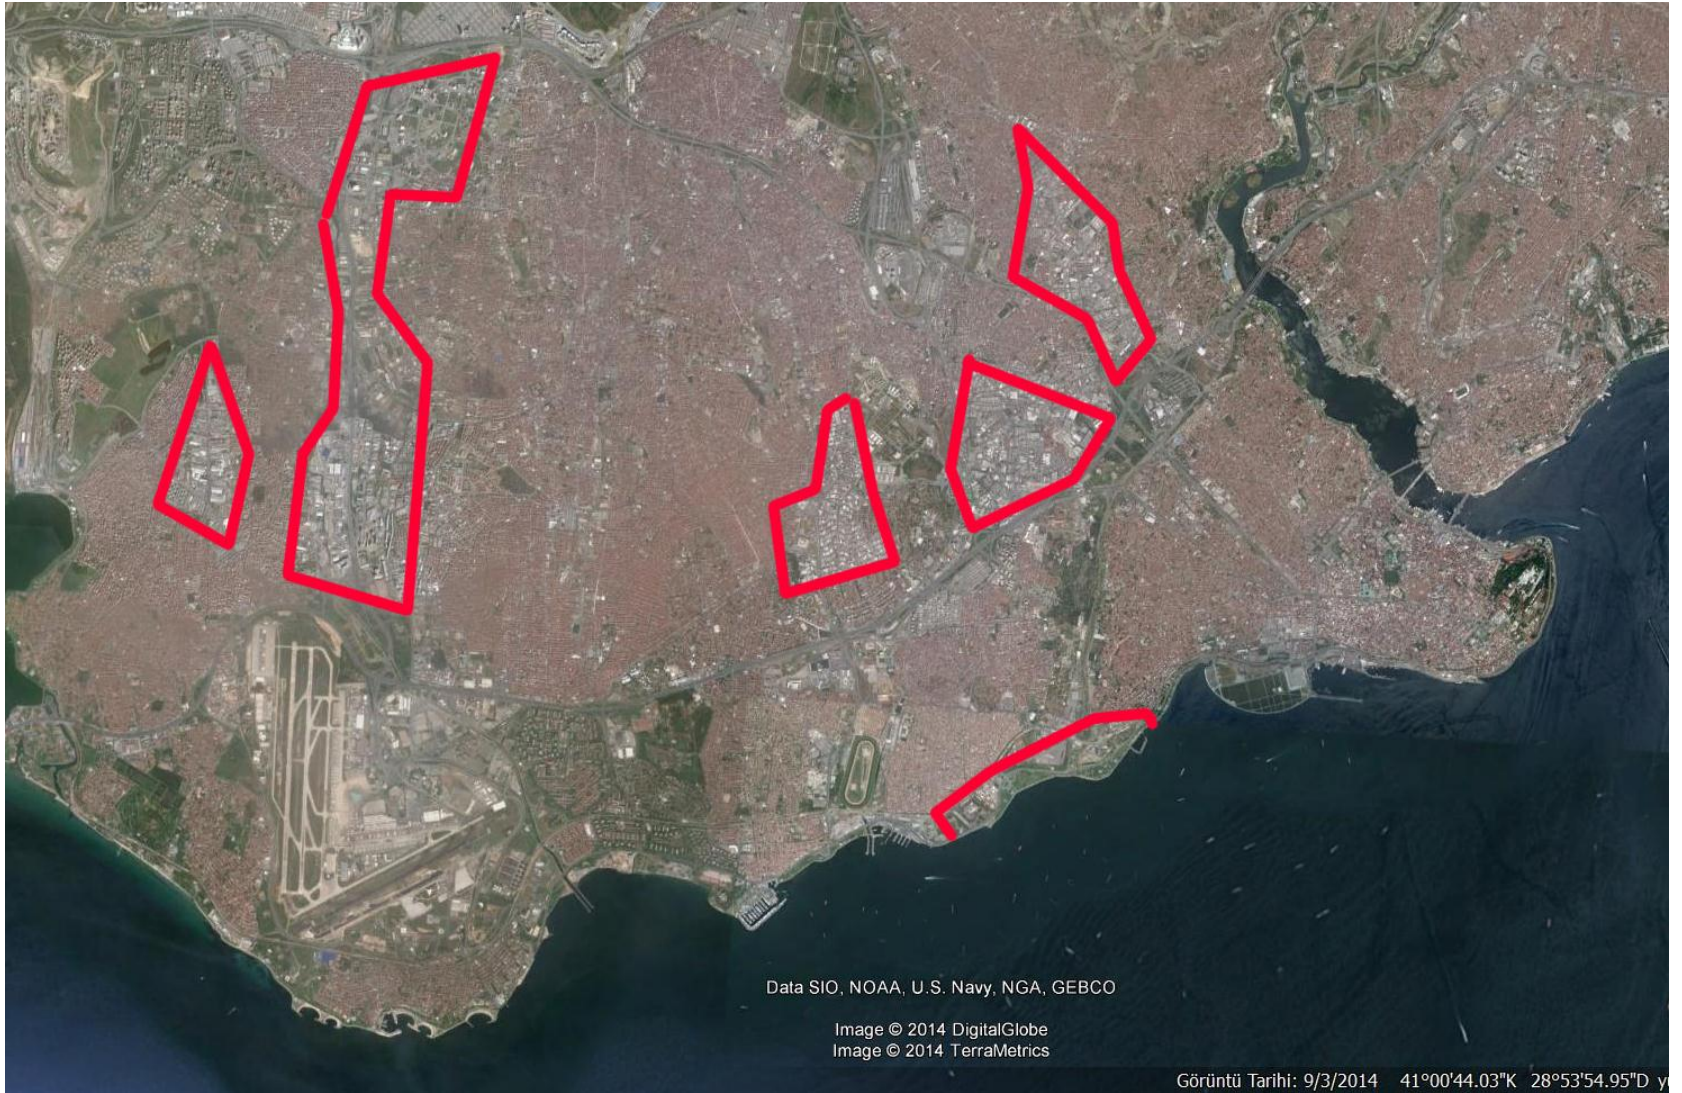 Data SIO, NOAA, U.S. Navy, NGA, GEBCO
Image © 2014 DigitalGlobe
Image © 2014 TerraMetrics
Görüntü Tarihi: 9/3/2014 41°00'44.03"K 28°53'54.95"D